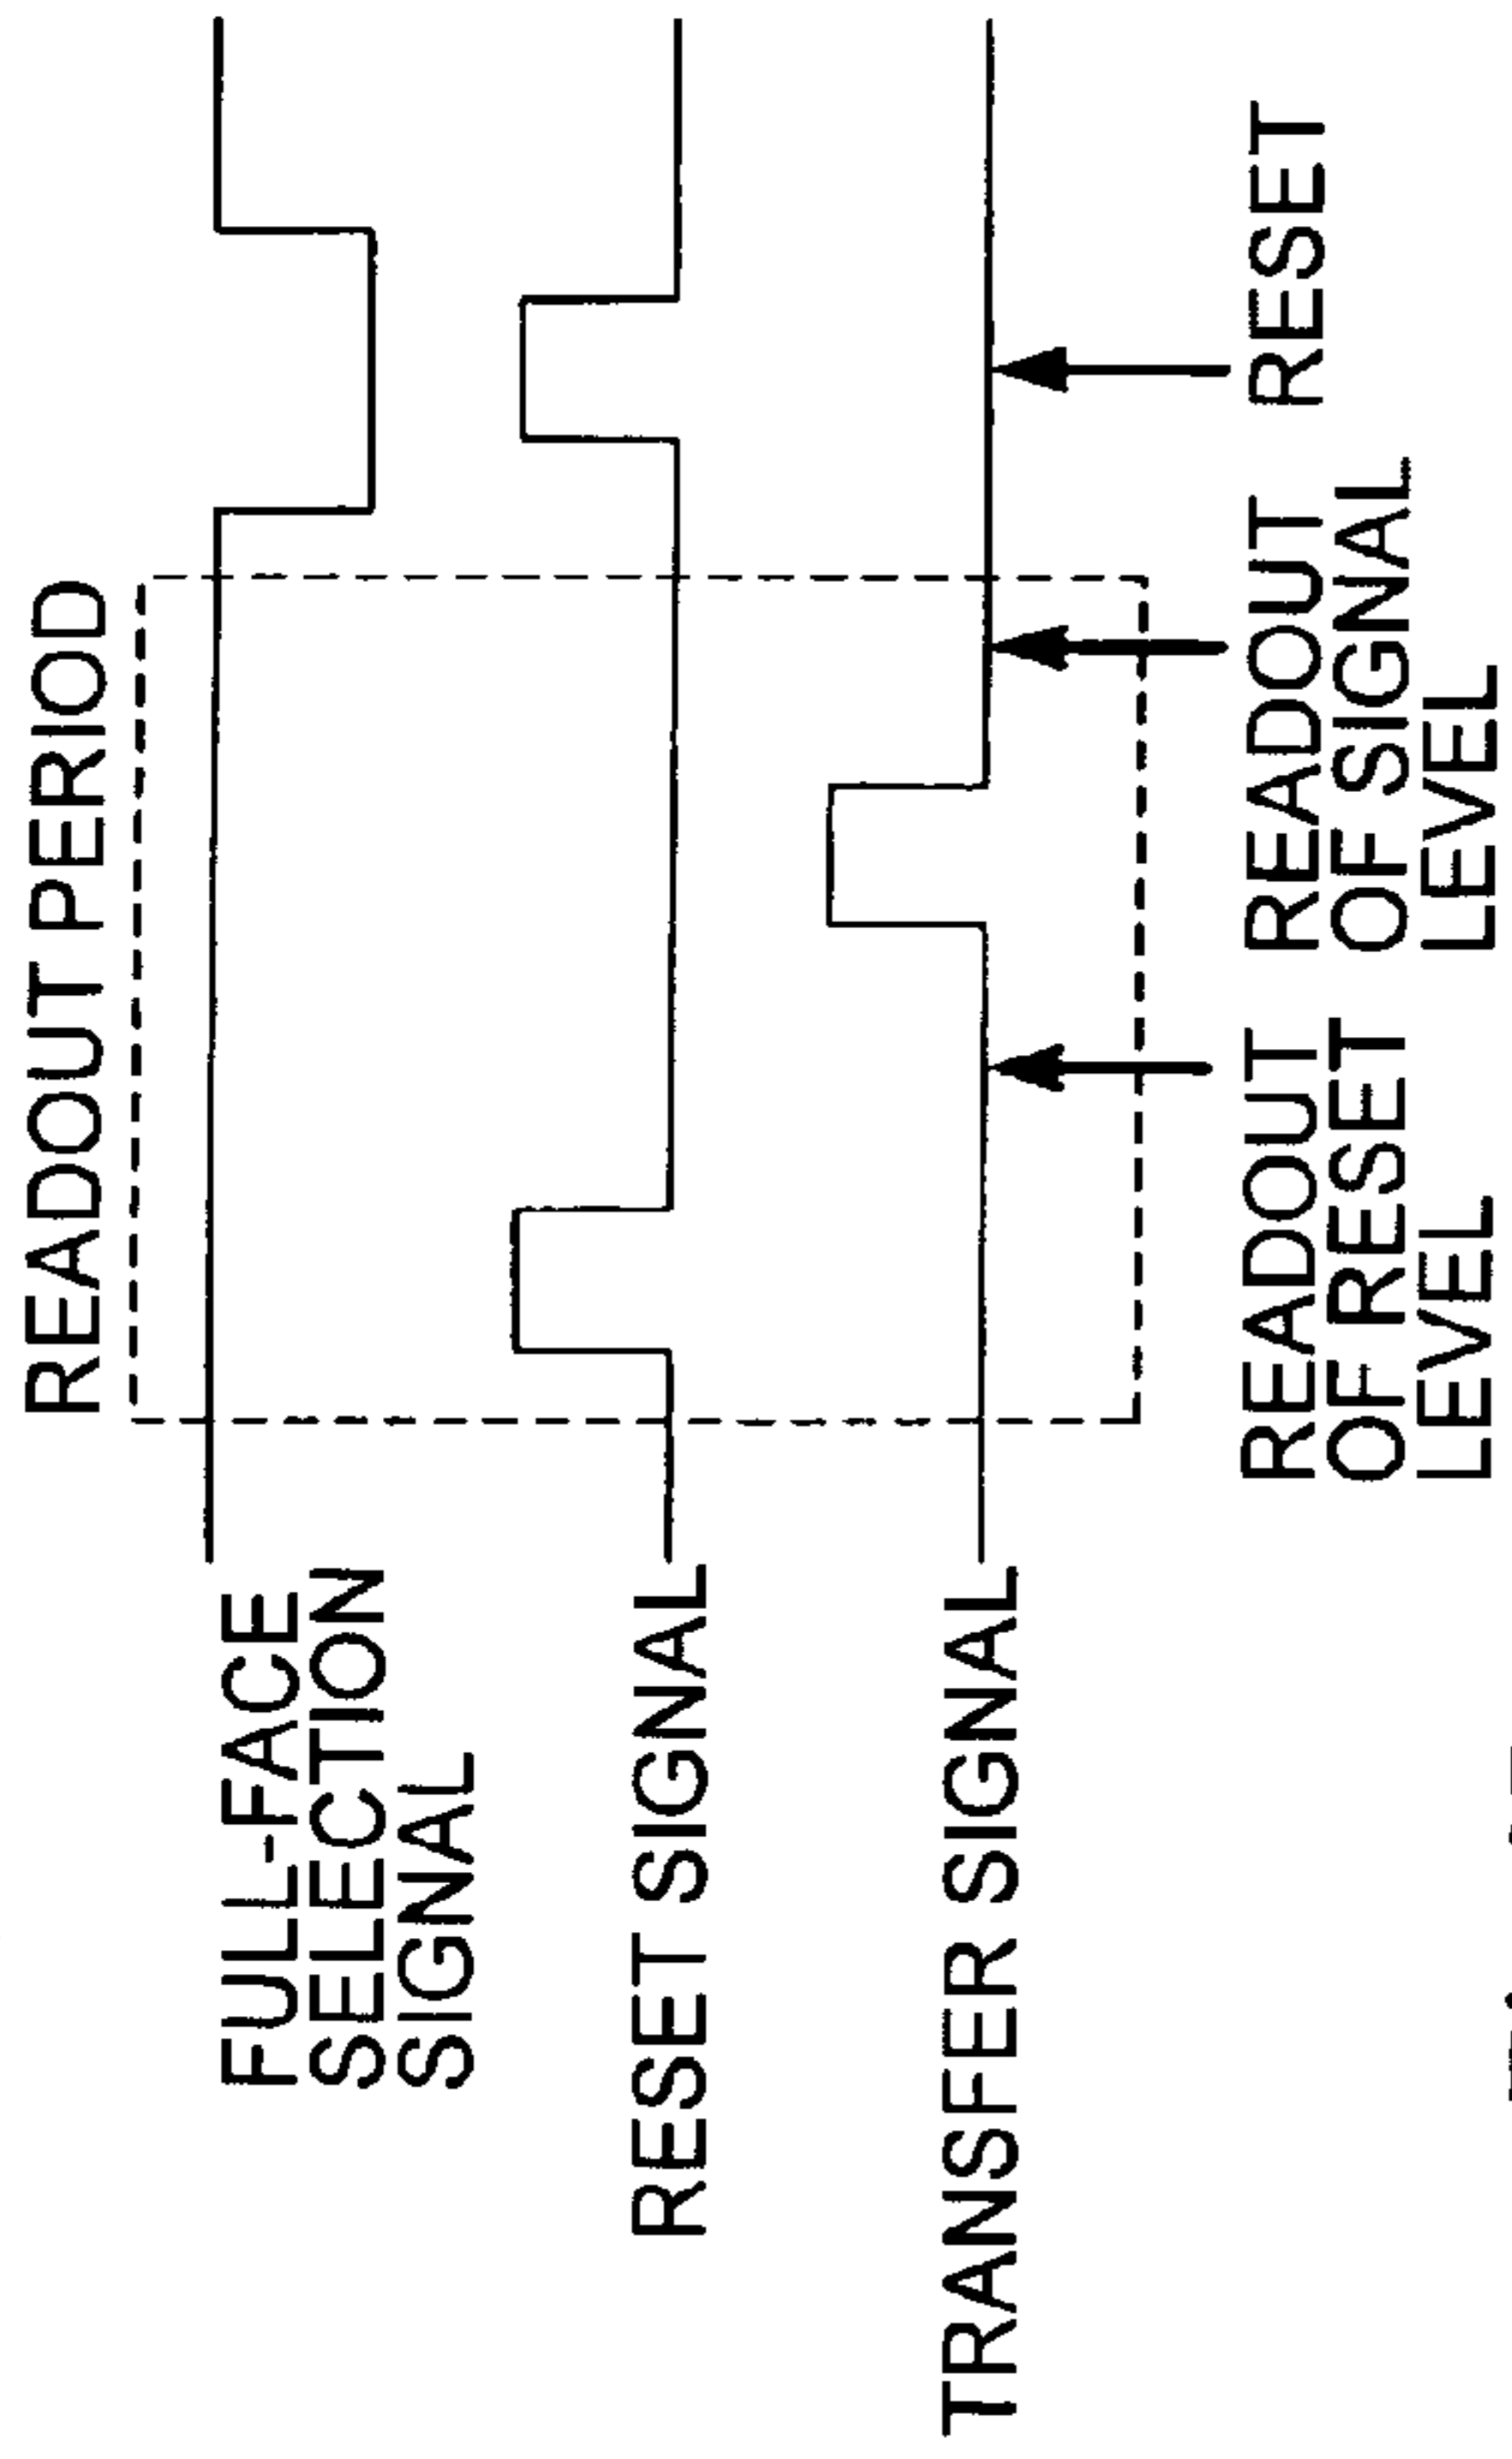 READOUT PERIOD
FULL-FACE
SELECTION
SIGNAL
RESET SIGNAL
TRANSFER SIGNAL
READOUT
OF RESET
LEVEL
READOUT
OF SIGNAL
LEVEL
RESET